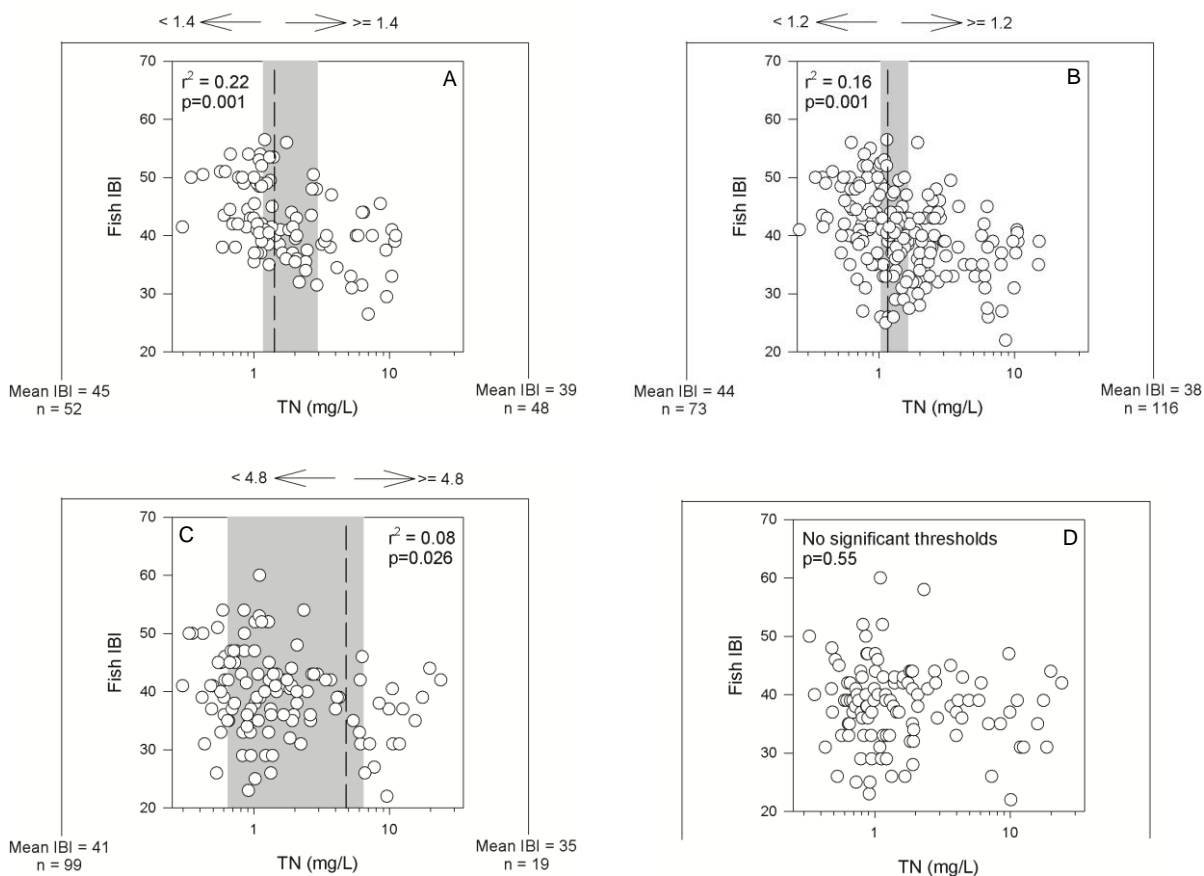 < 1.4
>= 1.4
70
60
50
40
30
20
Fish IBI
r² = 0.22
p=0.001
A
1
10
TN (mg/L)
Mean IBI = 45
n = 52
Mean IBI = 39
n = 48
< 1.2
>= 1.2
70
60
50
40
30
20
Fish IBI
r² = 0.16
p=0.001
B
1
10
TN (mg/L)
Mean IBI = 44
n = 73
Mean IBI = 38
n = 116
< 4.8
>= 4.8
70
60
50
40
30
20
Fish IBI
C
r² = 0.08
p=0.026
1
10
TN (mg/L)
Mean IBI = 41
n = 99
Mean IBI = 35
n = 19
70
60
50
40
30
20
Fish IBI
No significant thresholds
p=0.55
D
1
10
TN (mg/L)